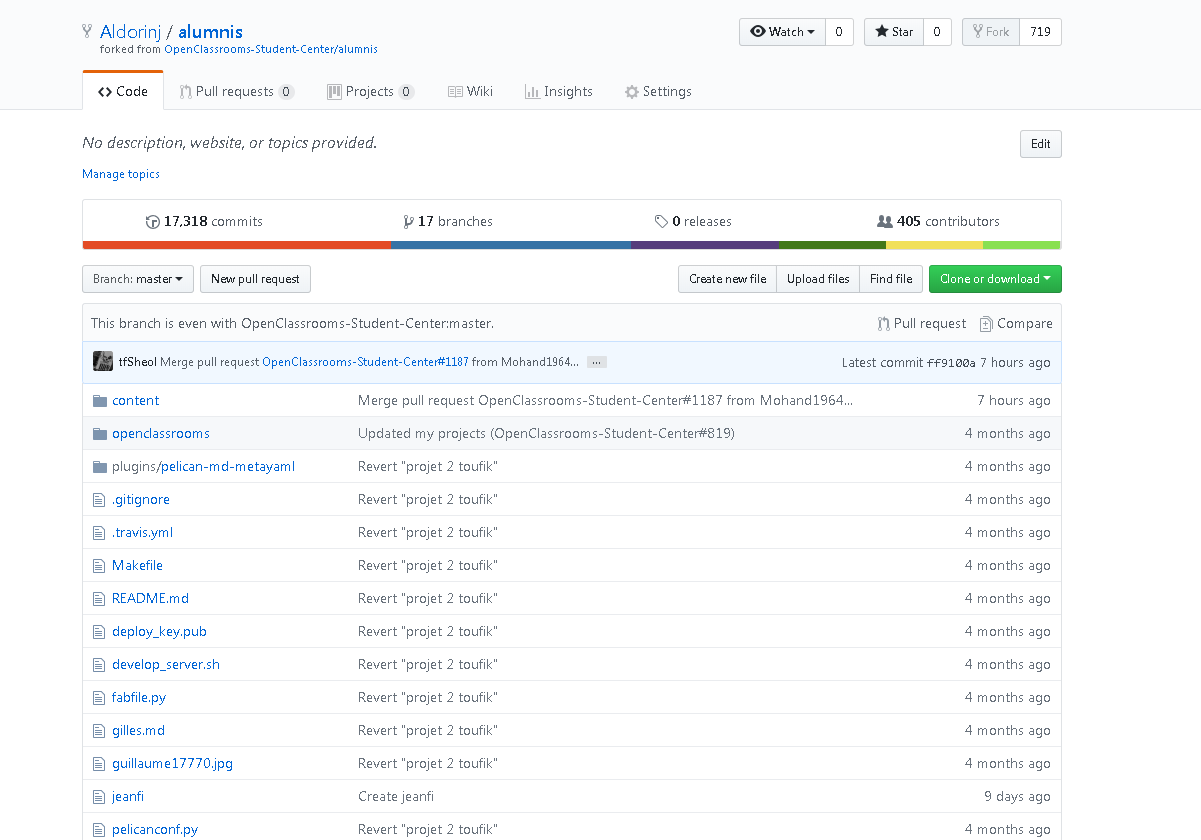 Aldorinj / alumnis
Watch 0 Star 0 Fork 719
forked from OpenClassrooms-Student-Center/alumnis
Code Pull requests 0 Projects 0 Wiki Insights Settings
No description, website, or topics provided.
Edit
Manage topics
17,318 commits 17 branches 0 releases 405 contributors
Branch: master New pull request Create new file Upload files Find file Clone or download
This branch is even with OpenClassrooms-Student-Center:master. Pull request Compare
tfSheol Merge pull request OpenClassrooms-Student-Center#1187 from Mohand1964... ... Latest commit ff9100a 7 hours ago
content Merge pull request OpenClassrooms-Student-Center#1187 from Mohand1964... 7 hours ago
openclassrooms Updated my projects (OpenClassrooms-Student-Center#819) 4 months ago
plugins/pelican-md-metayaml Revert "projet 2 toufik" 4 months ago
.gitignore Revert "projet 2 toufik" 4 months ago
.travis.yml Revert "projet 2 toufik" 4 months ago
Makefile Revert "projet 2 toufik" 4 months ago
README.md Revert "projet 2 toufik" 4 months ago
deploy_key.pub Revert "projet 2 toufik" 4 months ago
develop_server.sh Revert "projet 2 toufik" 4 months ago
fabfile.py Revert "projet 2 toufik" 4 months ago
gilles.md Revert "projet 2 toufik" 4 months ago
guillaume17770.jpg Revert "projet 2 toufik" 4 months ago
jeanfi Create jeanfi 9 days ago
pelicanconf.py Revert "projet 2 toufik" 4 months ago